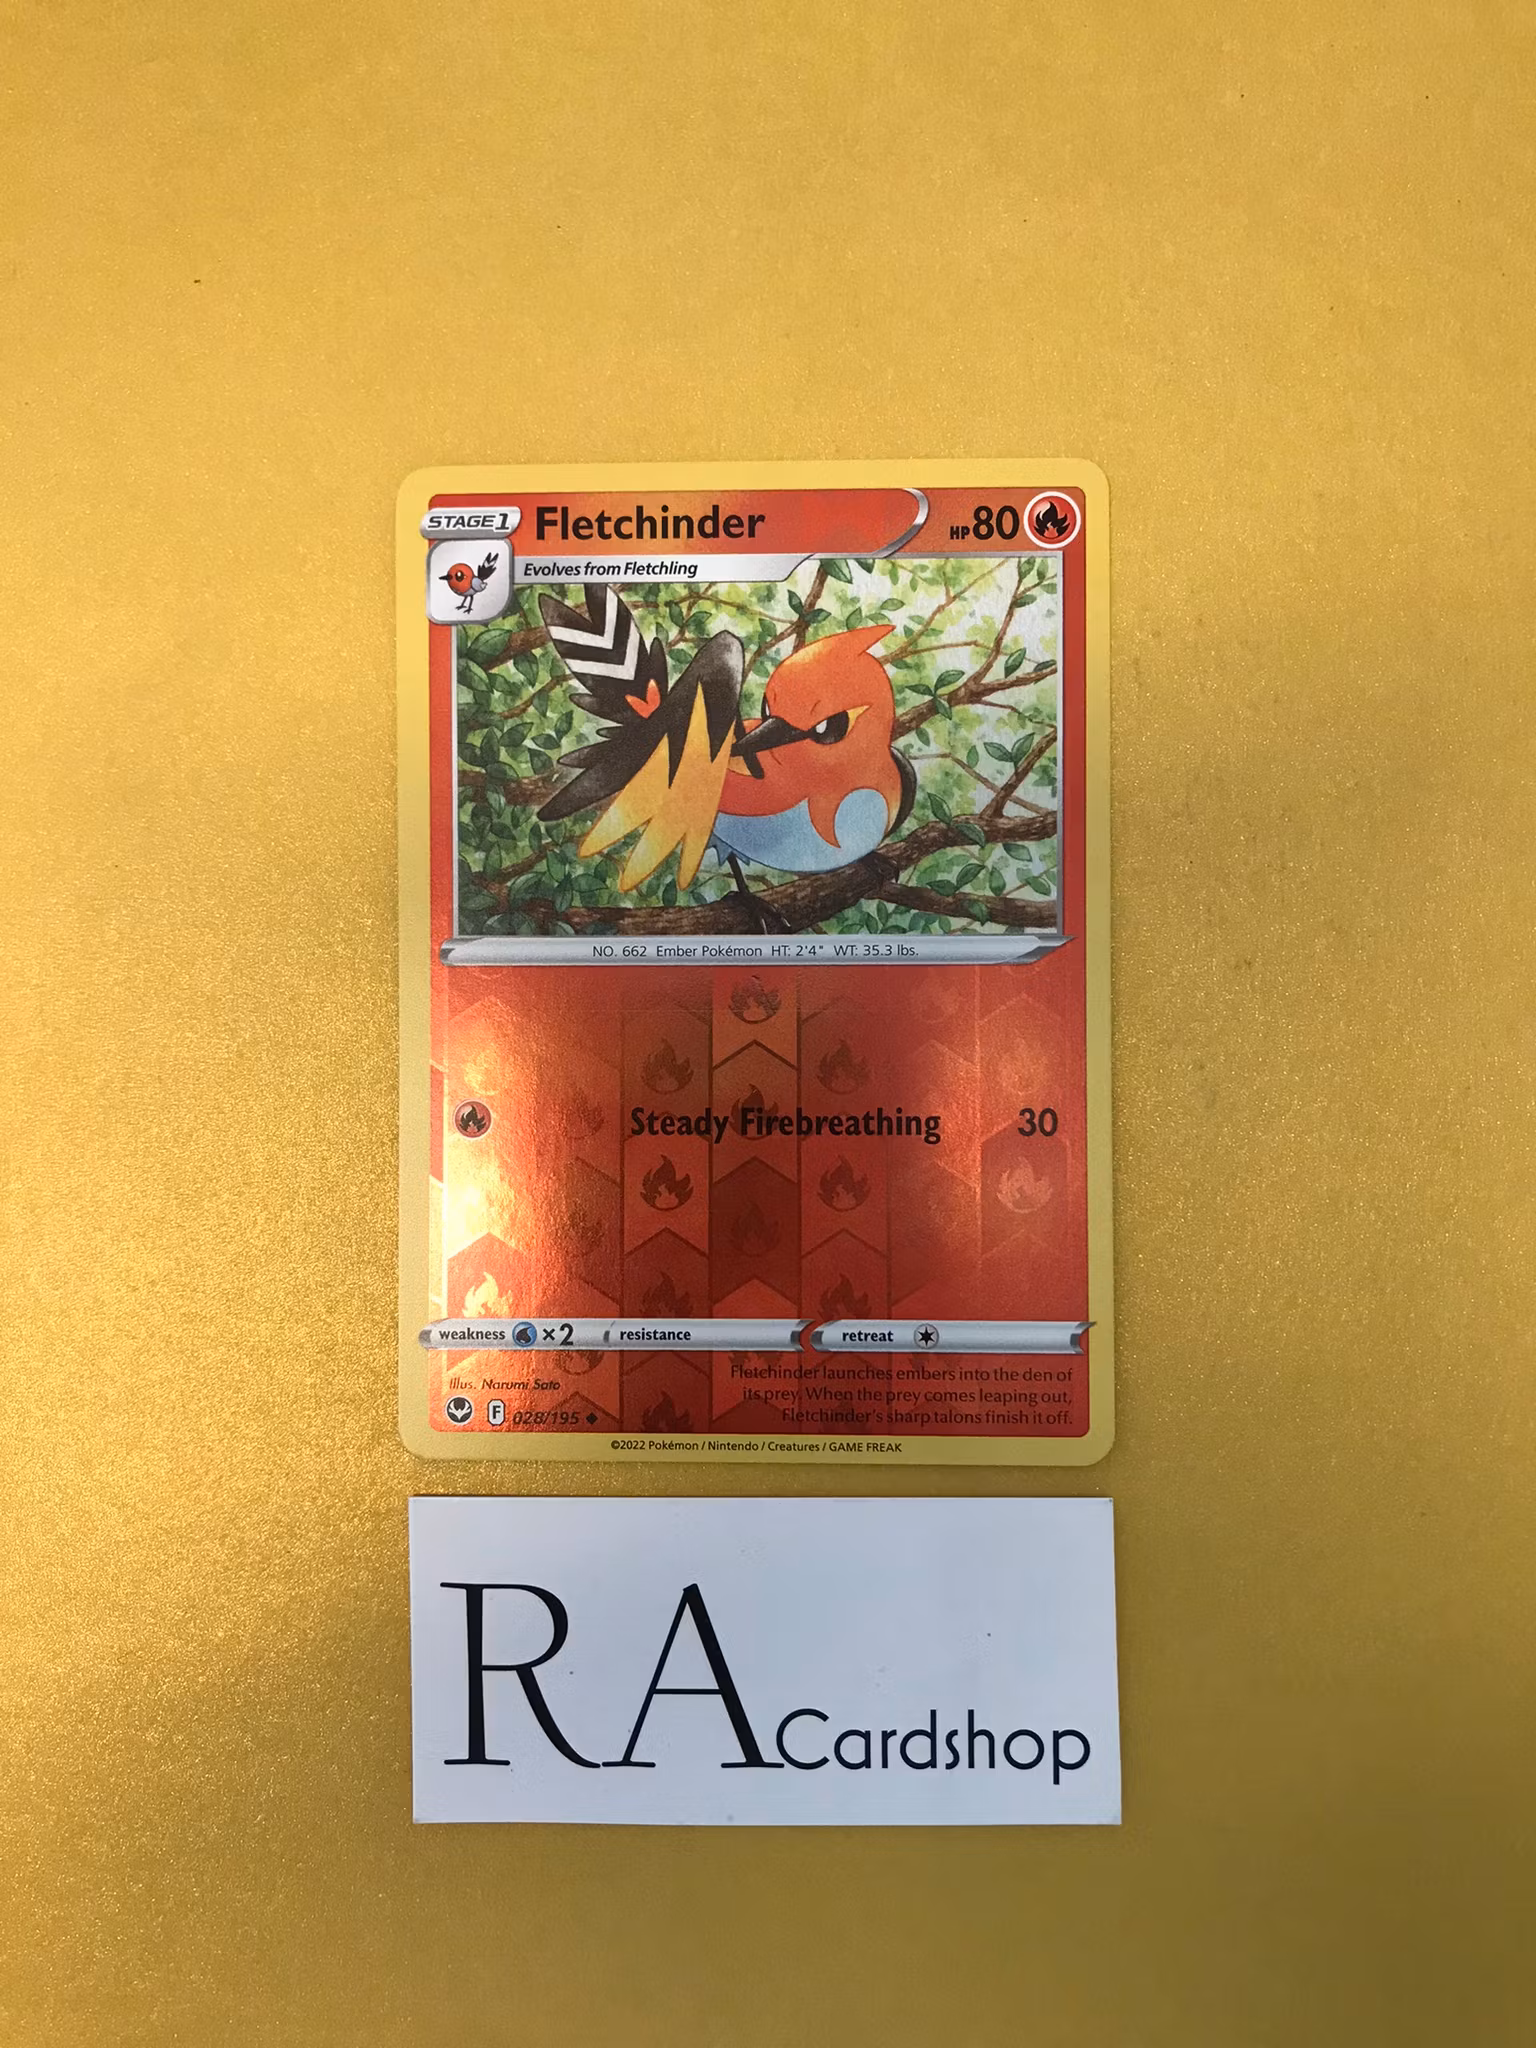 STAGE 1
Fletchinder
HP 80
Evolves from Fletchling
NO. 662 Ember Pokémon HT: 2'4" WT: 35.3 lbs.
Steady Firebreathing 30
weakness ×2 resistance retreat
Illus. Narumi Sato
Fletchinder launches embers into the den of
its prey. When the prey comes leaping out,
Fletchinder's sharp talons finish it off.
F 028/195
©2022 Pokémon / Nintendo / Creatures / GAME FREAK
RA Cardshop